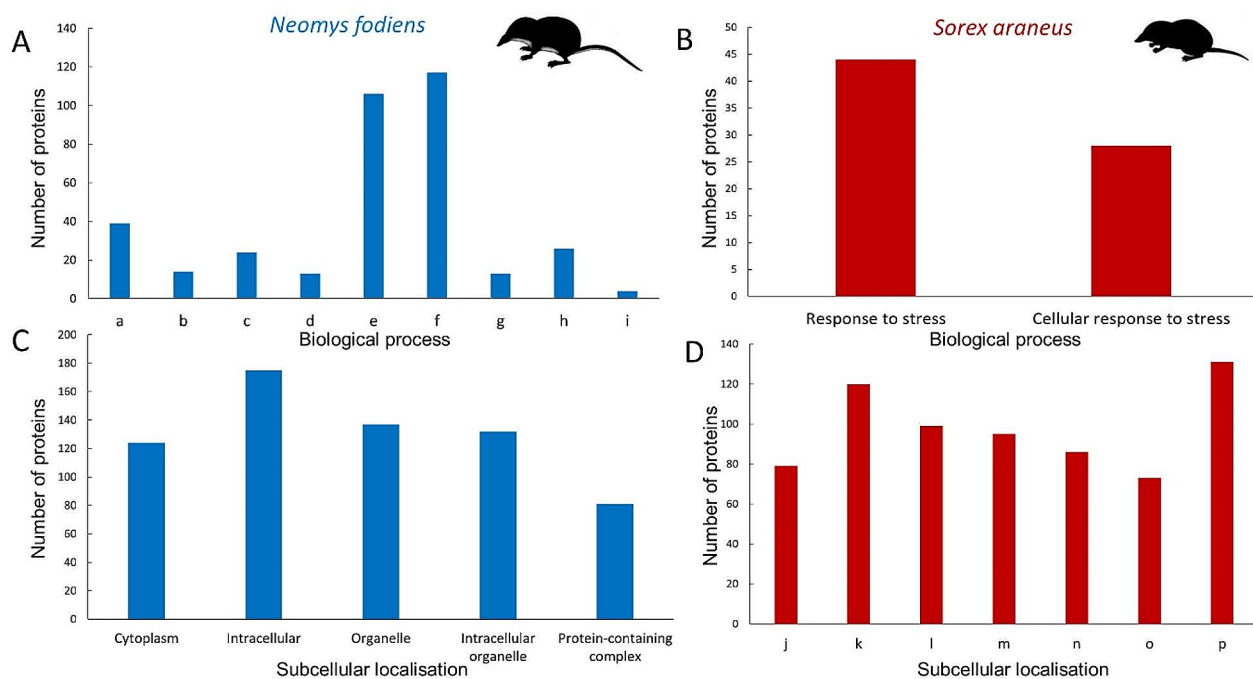 A
Neomys fodiens
Number of proteins
140
120
100
80
60
40
20
0
a b c d e f g h i
Biological process
B
Sorex araneus
Number of proteins
50
45
40
35
30
25
20
15
10
5
0
Response to stress Cellular response to stress
Biological process
C
Number of proteins
200
180
160
140
120
100
80
60
40
20
0
Cytoplasm Intracellular Organelle Intracellular Protein-containing
organelle complex
Subcellular localisation
D
Number of proteins
140
120
100
80
60
40
20
0
j k l m n o p
Subcellular localisation